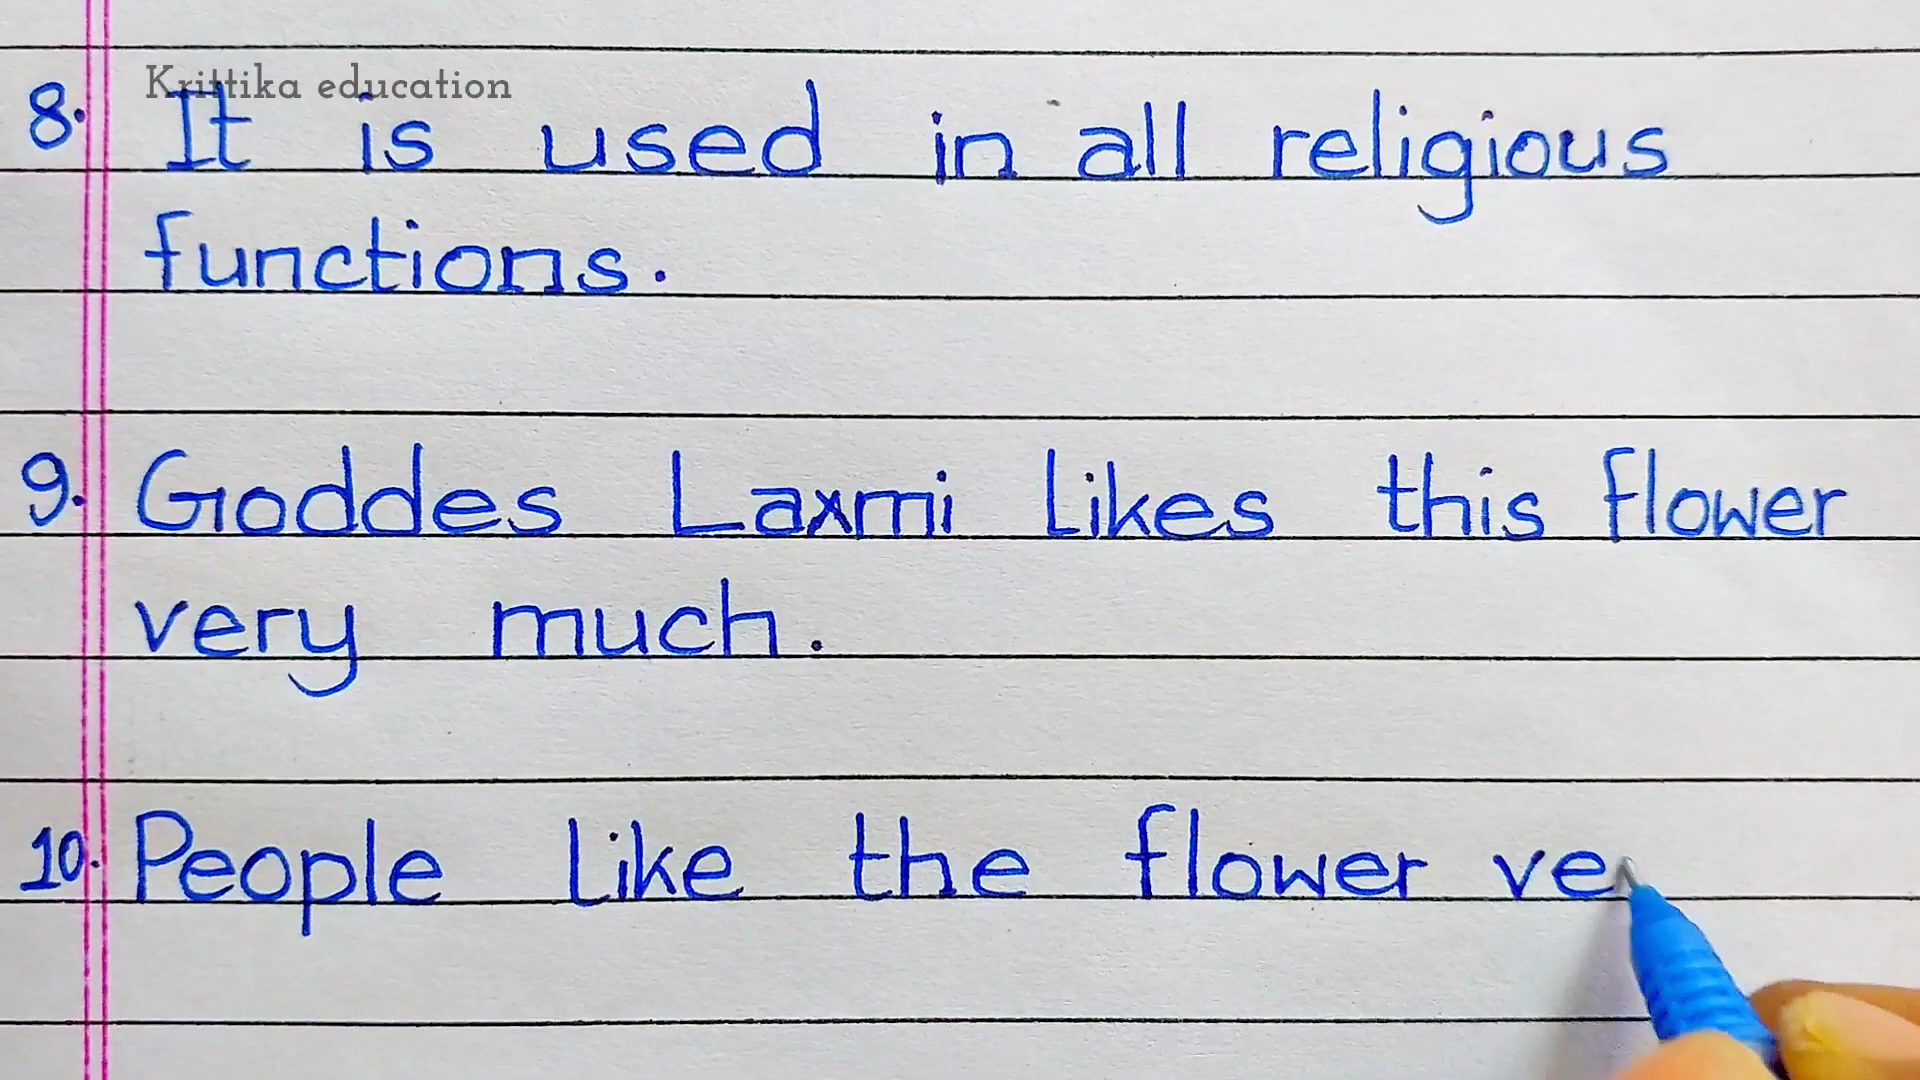 Krittika education
8. It is used in all religious
functions.
9. Goddes Laxmi likes this flower
very much.
10. People like the flower ve